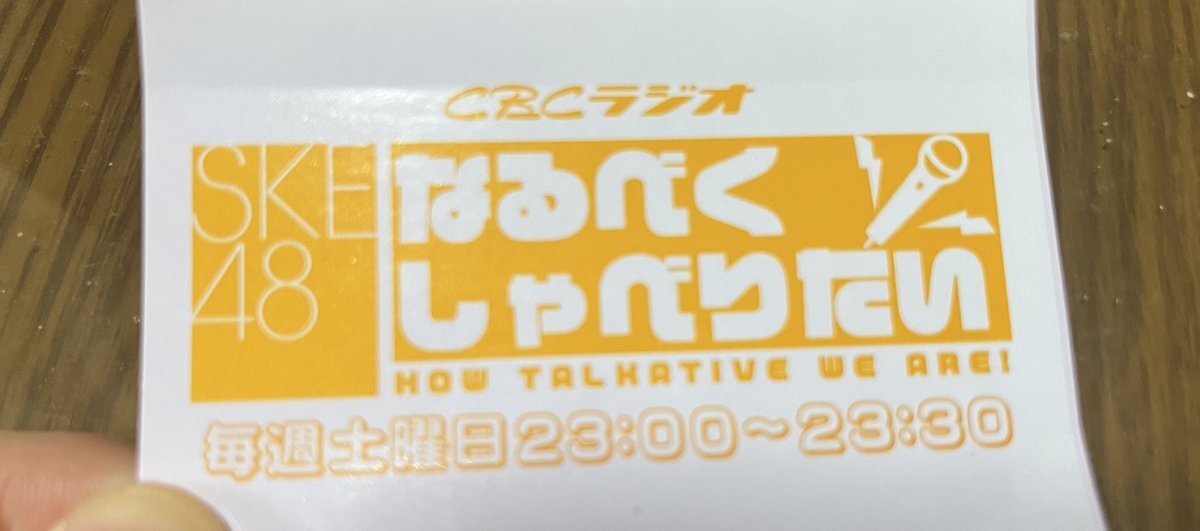 CBCラジオ
SKE
48
なるべく
しゃべりたい
HOW TALKATIVE WE ARE!
毎週土曜日23:00~23:30